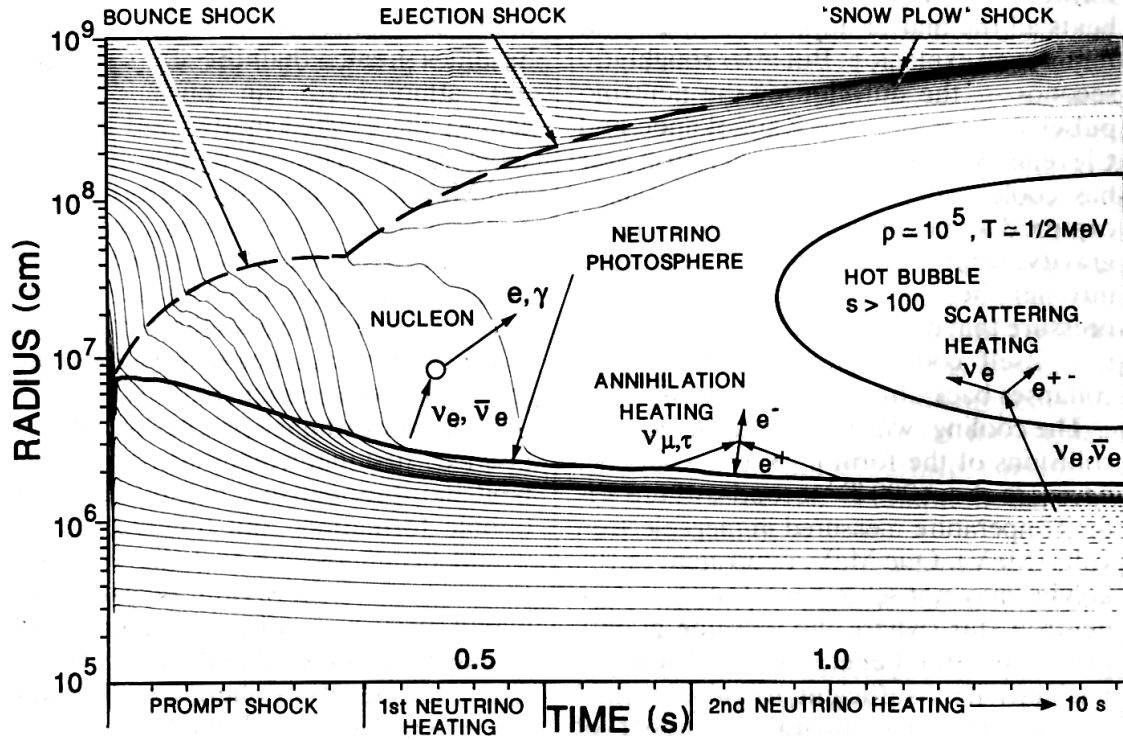 BOUNCE SHOCK
EJECTION SHOCK
'SNOW PLOW' SHOCK
10⁹
10⁸
10⁷
10⁶
10⁵
RADIUS (cm)
NEUTRINO
PHOTOSPHERE
e, γ
NUCLEON
νₑ, ν̄ₑ
ρ ≃ 10⁵, T ≃ 1/2 MeV
HOT BUBBLE
s > 100
SCATTERING
HEATING
νₑ
e⁺⁻
νₑ, ν̄ₑ
ANNIHILATION
HEATING
ν_μ,τ
e⁻
e⁺
0.5
1.0
PROMPT SHOCK
1st NEUTRINO
HEATING
TIME (s)
2nd NEUTRINO HEATING → 10 s